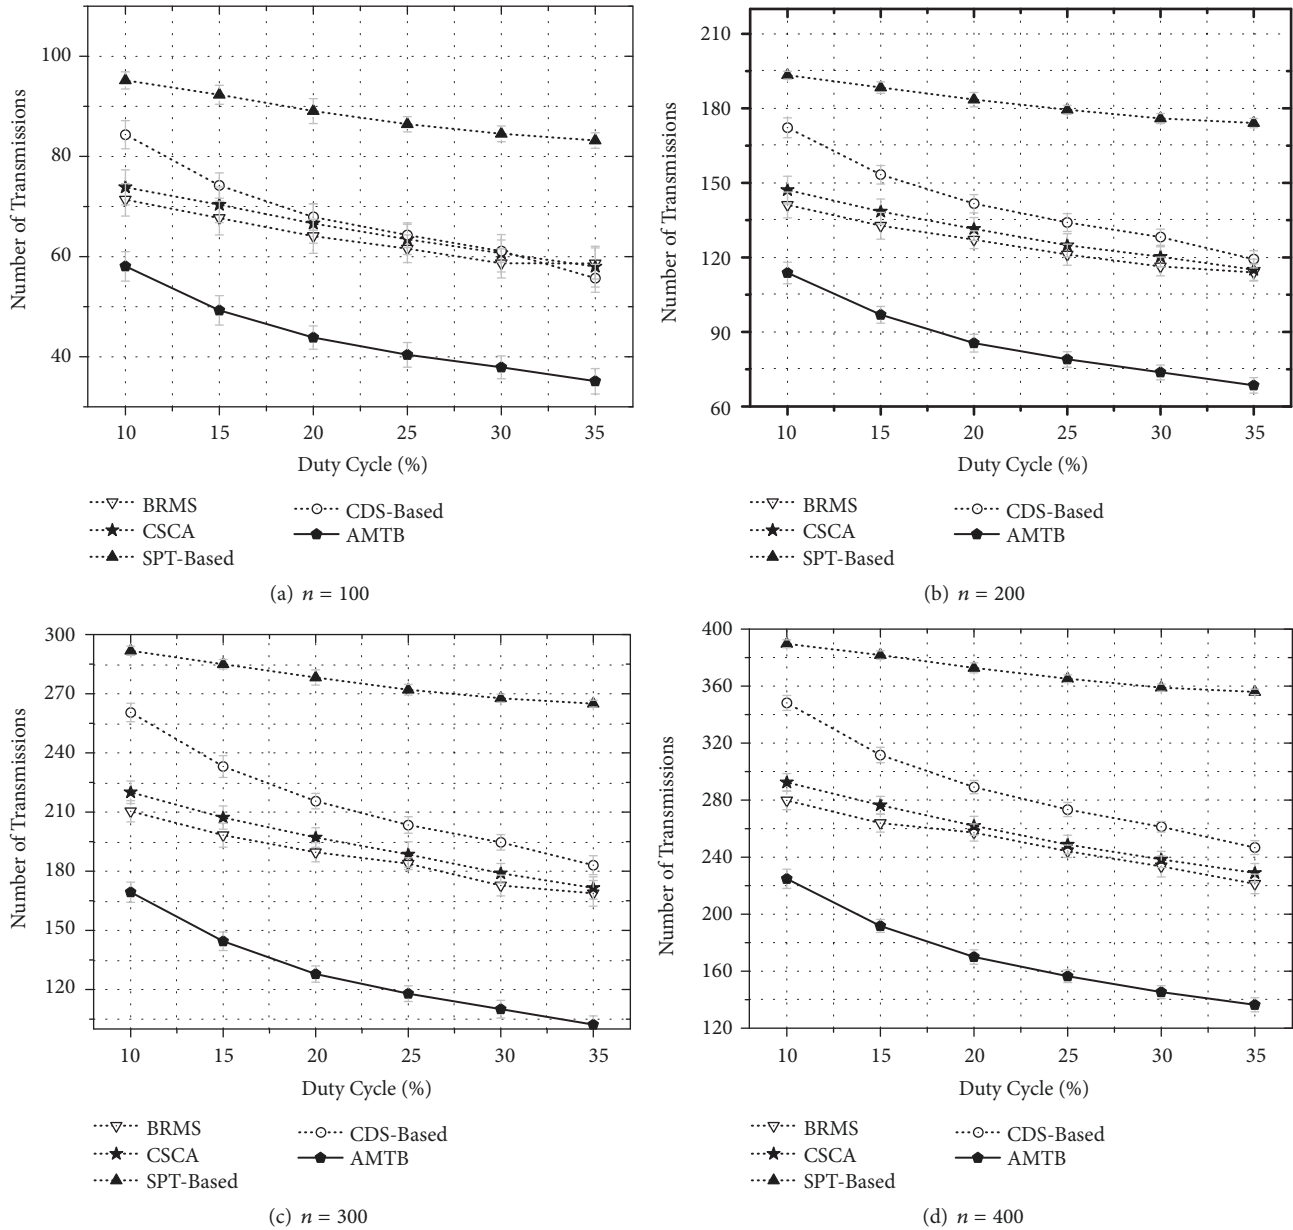 Number of Transmissions
100
80
60
40
10 15 20 25 30 35
Duty Cycle (%)
BRMS
CSCA
SPT-Based
CDS-Based
AMTB
(a) n = 100
Number of Transmissions
210
180
150
120
90
60
10 15 20 25 30 35
Duty Cycle (%)
BRMS
CSCA
SPT-Based
CDS-Based
AMTB
(b) n = 200
Number of Transmissions
300
270
240
210
180
150
120
10 15 20 25 30 35
Duty Cycle (%)
BRMS
CSCA
SPT-Based
CDS-Based
AMTB
(c) n = 300
Number of Transmissions
400
360
320
280
240
200
160
120
10 15 20 25 30 35
Duty Cycle (%)
BRMS
CSCA
SPT-Based
CDS-Based
AMTB
(d) n = 400